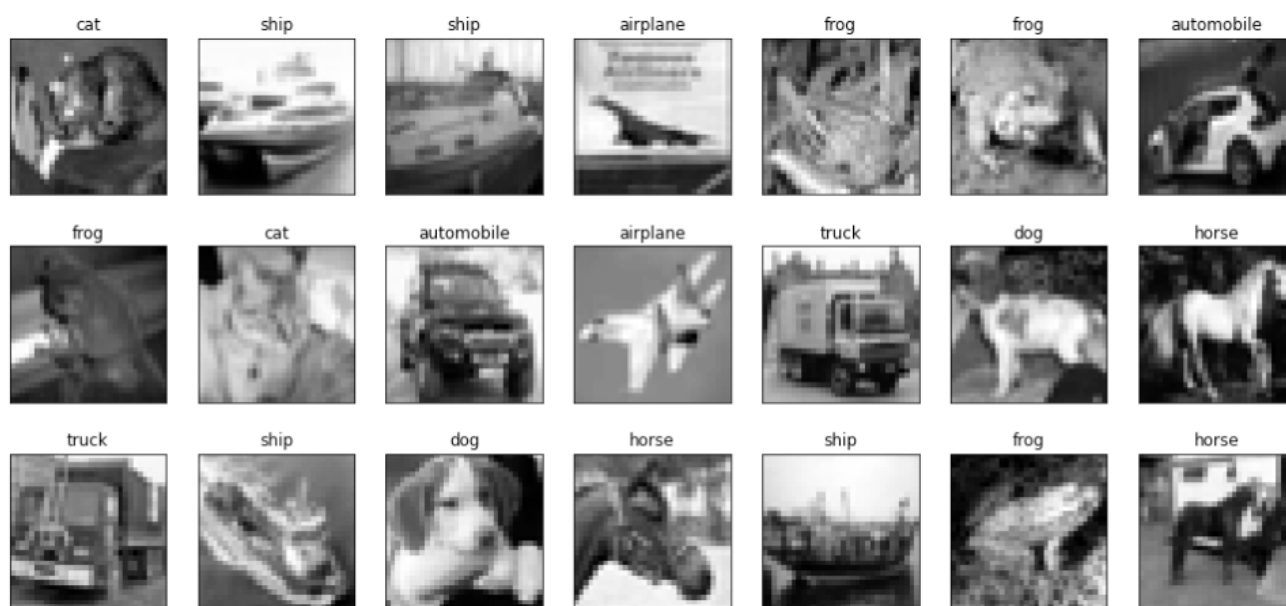 cat ship ship airplane frog frog automobile
frog cat automobile airplane truck dog horse
truck ship dog horse ship frog horse